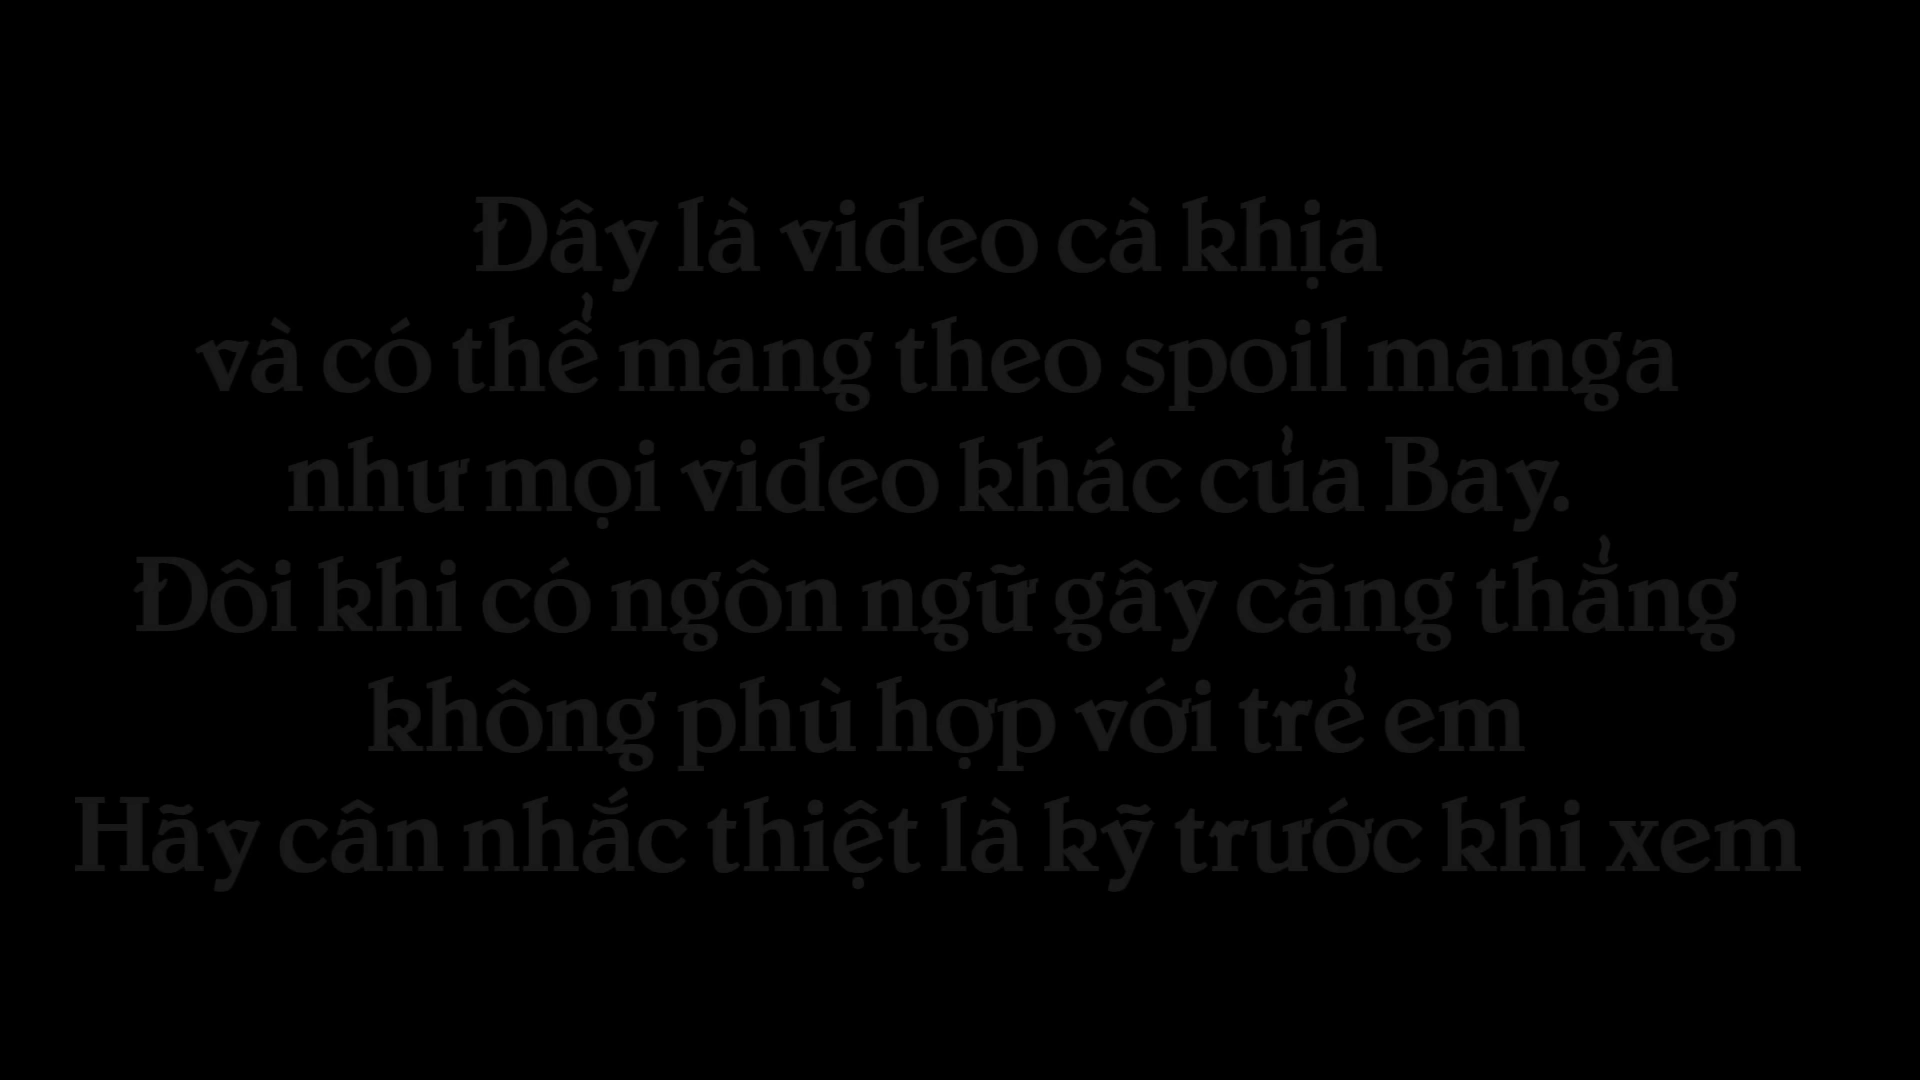 Đây là video cà khịa
và có thể mang theo spoil manga
như mọi video khác của Bay.
Đôi khi có ngôn ngữ gây căng thẳng
không phù hợp với trẻ em
Hãy cân nhắc thiệt là kỹ trước khi xem